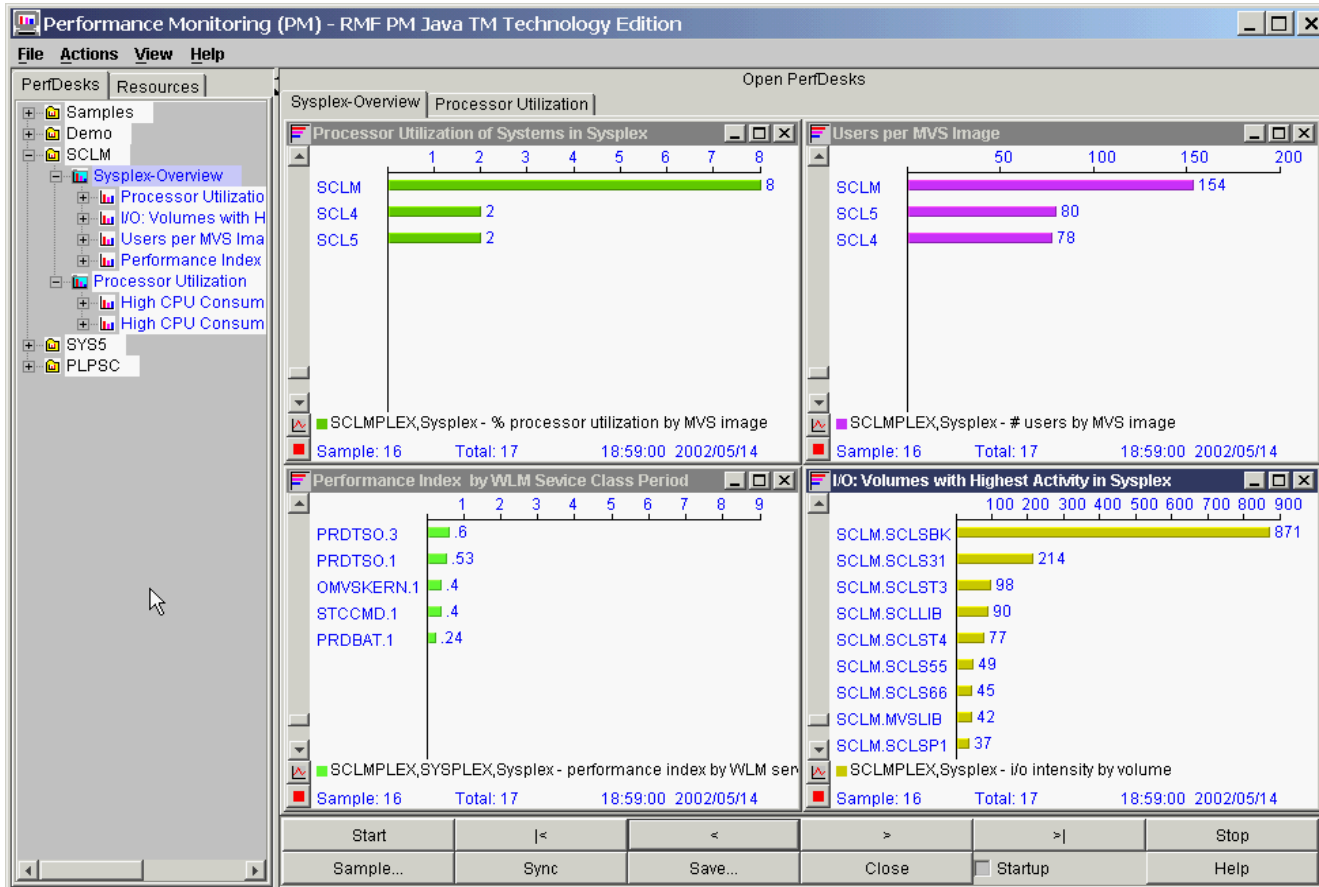 Performance Monitoring (PM) - RMF PM Java TM Technology Edition
File Actions View Help
PerfDesks Resources
Samples
Demo
SCLM
Sysplex-Overview
Processor Utilizatio
I/O: Volumes with H
Users per MVS Ima
Performance Index
Processor Utilization
High CPU Consum
High CPU Consum
SYS5
PLPSC
Open PerfDesks
Sysplex-Overview Processor Utilization
Processor Utilization of Systems in Sysplex
1 2 3 4 5 6 7 8
SCLM 8
SCL4 2
SCL5 2
SCLMPLEX,Sysplex - % processor utilization by MVS image
Sample: 16 Total: 17 18:59:00 2002/05/14
Users per MVS Image
50 100 150 200
SCLM 154
SCL5 80
SCL4 78
SCLMPLEX,Sysplex - # users by MVS image
Sample: 16 Total: 17 18:59:00 2002/05/14
Performance Index by WLM Sevice Class Period
1 2 3 4 5 6 7 8 9
PRDTSO.3 .6
PRDTSO.1 .53
OMVSKERN.1 .4
STCCMD.1 .4
PRDBAT.1 .24
SCLMPLEX,SYSPLEX,Sysplex - performance index by WLM ser
Sample: 16 Total: 17 18:59:00 2002/05/14
I/O: Volumes with Highest Activity in Sysplex
100 200 300 400 500 600 700 800 900
SCLM.SCLSBK 871
SCLM.SCLS31 214
SCLM.SCLST3 98
SCLM.SCLLIB 90
SCLM.SCLST4 77
SCLM.SCLS55 49
SCLM.SCLS66 45
SCLM.MVSLIB 42
SCLM.SCLSP1 37
SCLMPLEX,Sysplex - i/o intensity by volume
Sample: 16 Total: 17 18:59:00 2002/05/14
Start |< < > >| Stop
Sample... Sync Save... Close Startup Help